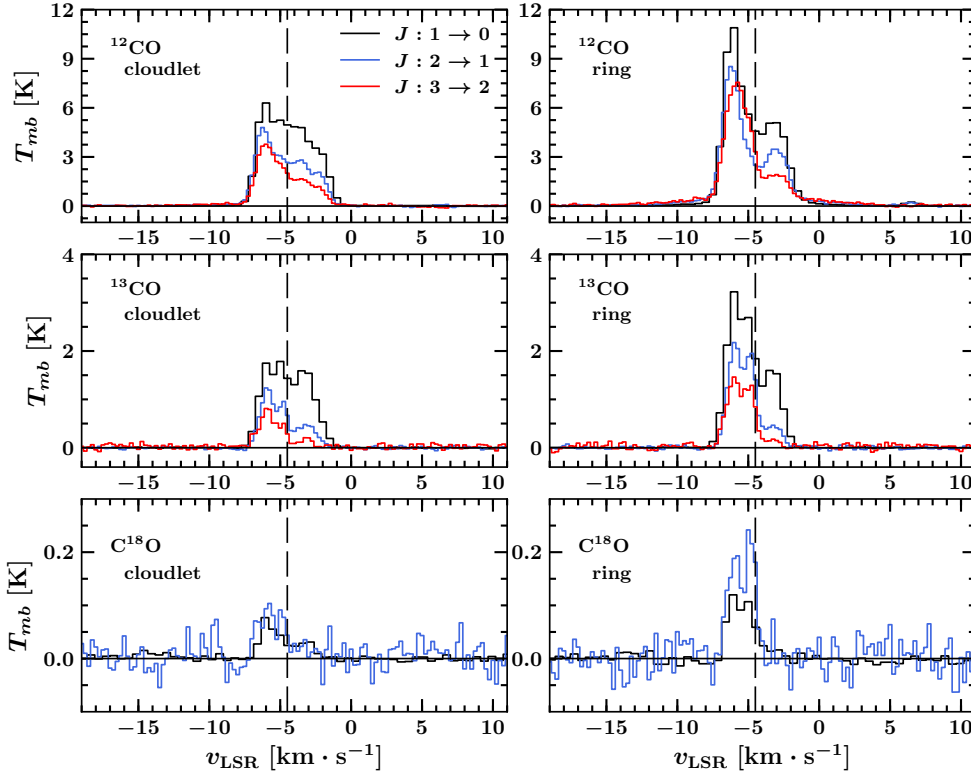 ¹²CO
cloudlet
J : 1 → 0
J : 2 → 1
J : 3 → 2
T_mb [K]
12
9
6
3
0
−15 −10 −5 0 5 10
¹²CO
ring
T_mb [K]
12
9
6
3
0
−15 −10 −5 0 5 10
¹³CO
cloudlet
T_mb [K]
4
2
0
−15 −10 −5 0 5 10
¹³CO
ring
T_mb [K]
4
2
0
−15 −10 −5 0 5 10
C¹⁸O
cloudlet
T_mb [K]
0.2
0.0
−15 −10 −5 0 5 10
v_LSR [km · s⁻¹]
C¹⁸O
ring
T_mb [K]
0.2
0.0
−15 −10 −5 0 5 10
v_LSR [km · s⁻¹]